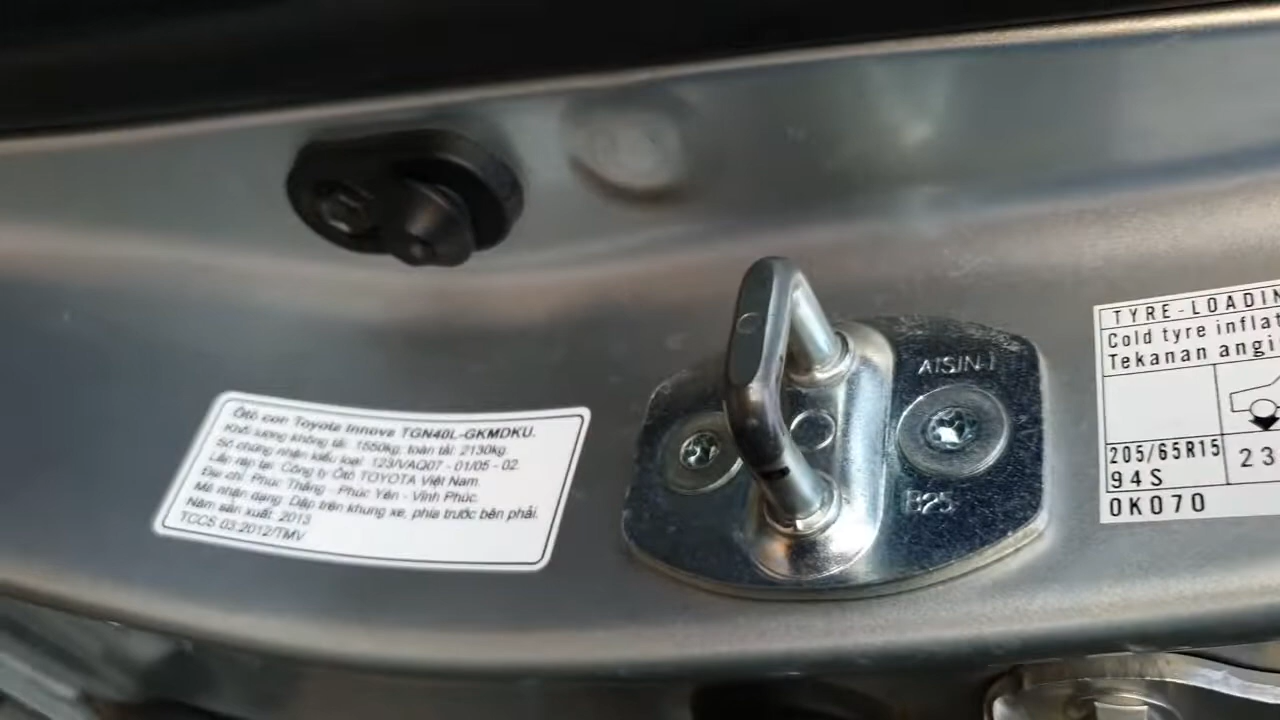 Ôtô con Toyota Innova TGN40L-GKMDKU.
Khối lượng không tải: 1550kg, toàn tải: 2130kg.
Số chứng nhận kiểu loại: 123/VAQ07 - 01/05 - 02.
Lắp ráp tại: Công ty Ôtô TOYOTA Việt Nam.
Địa chỉ: Phúc Thắng - Phúc Yên - Vĩnh Phúc.
Mã nhận dạng: Dập trên khung xe, phía trước bên phải.
Năm sản xuất: 2013
TCCS 03:2012/TMV
AISIN-T
B25
TYRE-LOADIN
Cold tyre inflat
Tekanan angi
205/65R15 23
94S
0K070